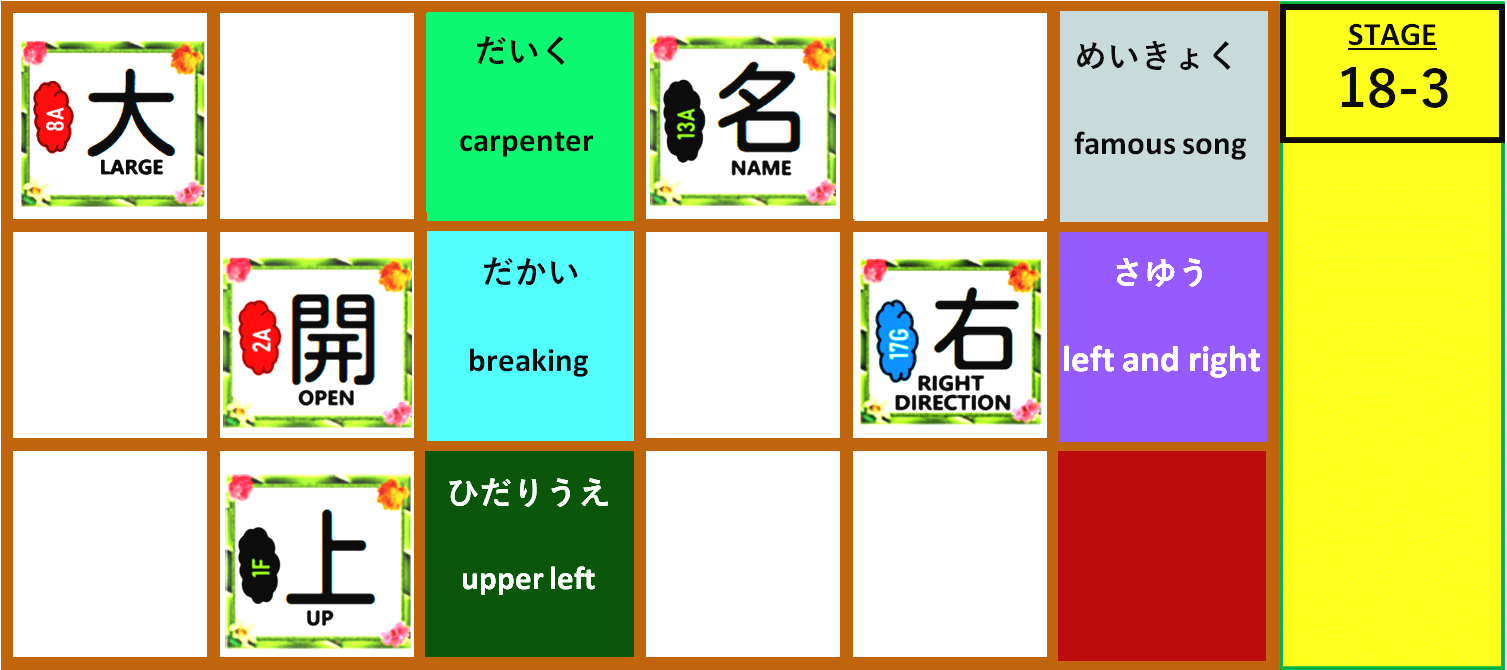 8A
大
LARGE
だいく
carpenter
13A
名
NAME
めいきょく
famous song
STAGE
18-3
2A
開
OPEN
だかい
breaking
17G
右
RIGHT
DIRECTION
さゆう
left and right
1F
上
UP
ひだりうえ
upper left